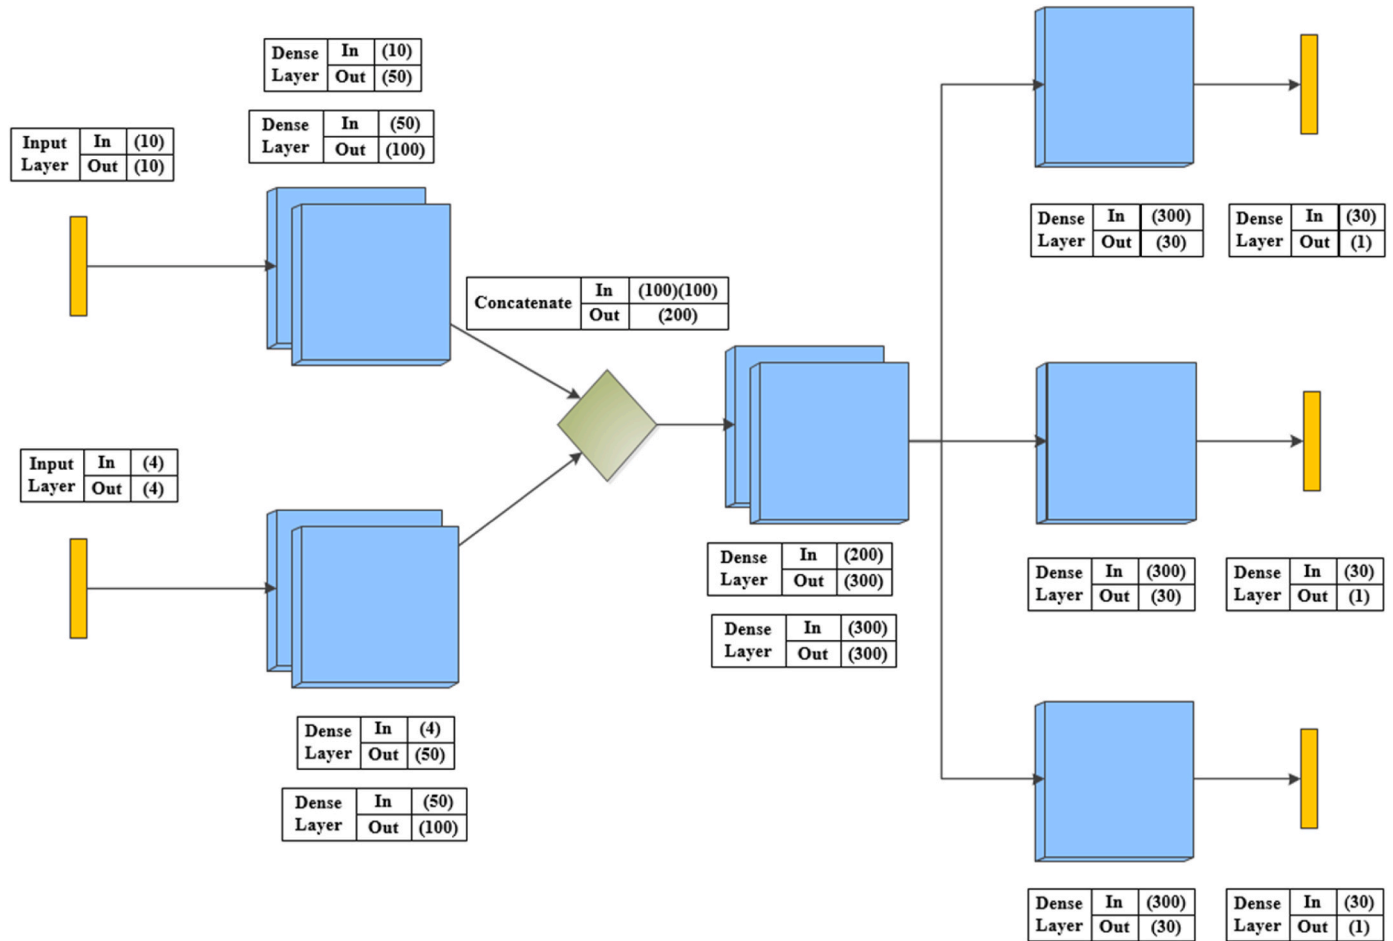 Dense Layer In (10)
Out (50)
Dense Layer In (50)
Out (100)
Input Layer In (10)
Out (10)
Concatenate In (100)(100)
Out (200)
Input Layer In (4)
Out (4)
Dense Layer In (4)
Out (50)
Dense Layer In (50)
Out (100)
Dense Layer In (200)
Out (300)
Dense Layer In (300)
Out (300)
Dense Layer In (300)
Out (30)
Dense Layer In (30)
Out (1)
Dense Layer In (300)
Out (30)
Dense Layer In (30)
Out (1)
Dense Layer In (300)
Out (30)
Dense Layer In (30)
Out (1)